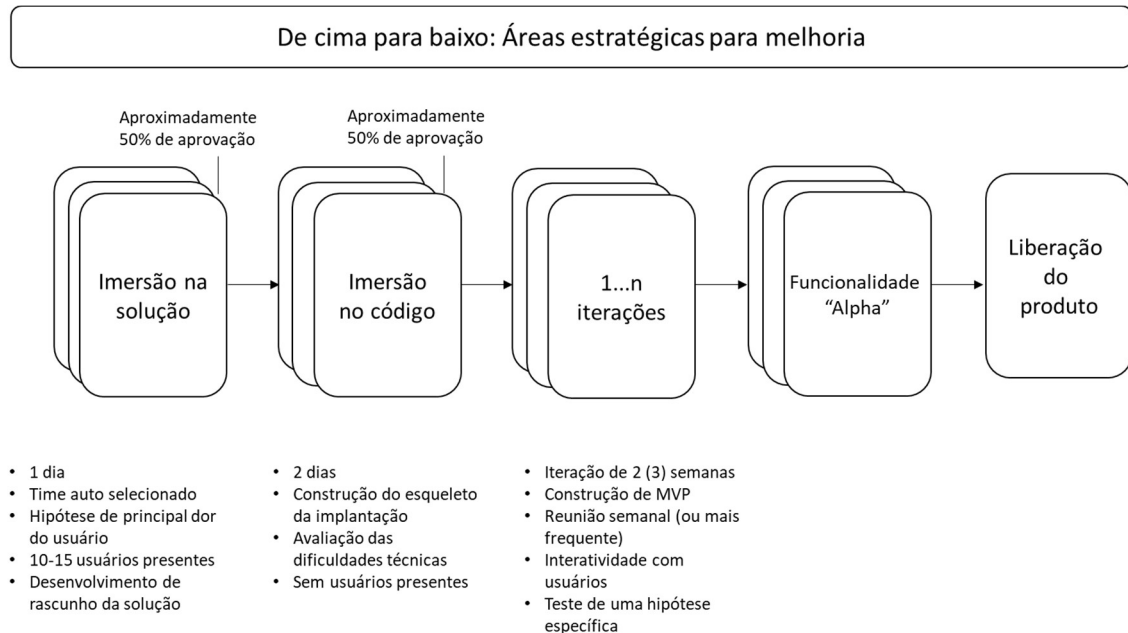 De cima para baixo: Áreas estratégicas para melhoria
Aproximadamente
50% de aprovação
Aproximadamente
50% de aprovação
Imersão na
solução
Imersão
no código
1...n
iterações
Funcionalidade
“Alpha”
Liberação
do
produto
• 1 dia
• Time auto selecionado
• Hipótese de principal dor
do usuário
• 10-15 usuários presentes
• Desenvolvimento de
rascunho da solução
• 2 dias
• Construção do esqueleto
da implantação
• Avaliação das
dificuldades técnicas
• Sem usuários presentes
• Iteração de 2 (3) semanas
• Construção de MVP
• Reunião semanal (ou mais
frequente)
• Interatividade com
usuários
• Teste de uma hipótese
específica